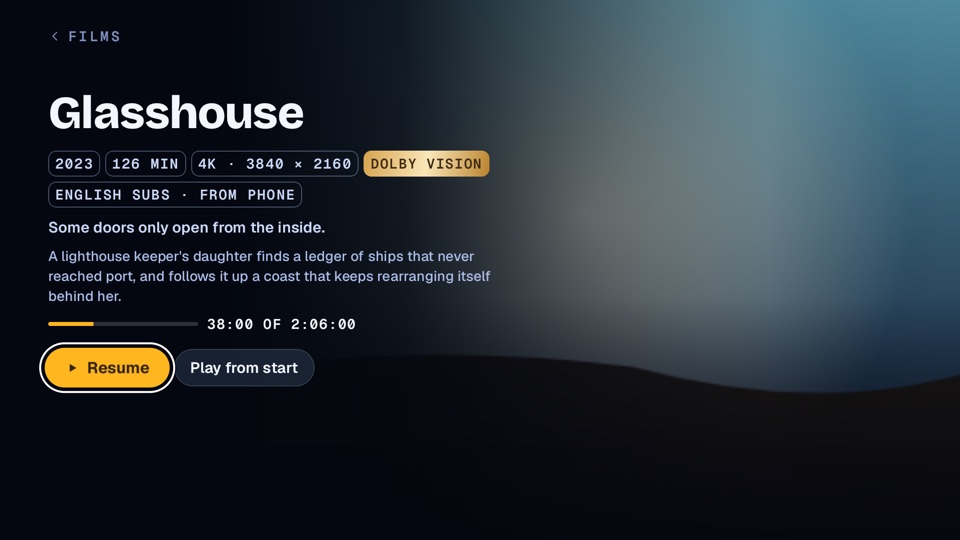 FILMS
Glasshouse
2023 126 MIN 4K · 3840 × 2160 DOLBY VISION
ENGLISH SUBS · FROM PHONE
Some doors only open from the inside.
A lighthouse keeper's daughter finds a ledger of ships that never
reached port, and follows it up a coast that keeps rearranging itself
behind her.
38:00 OF 2:06:00
Resume Play from start